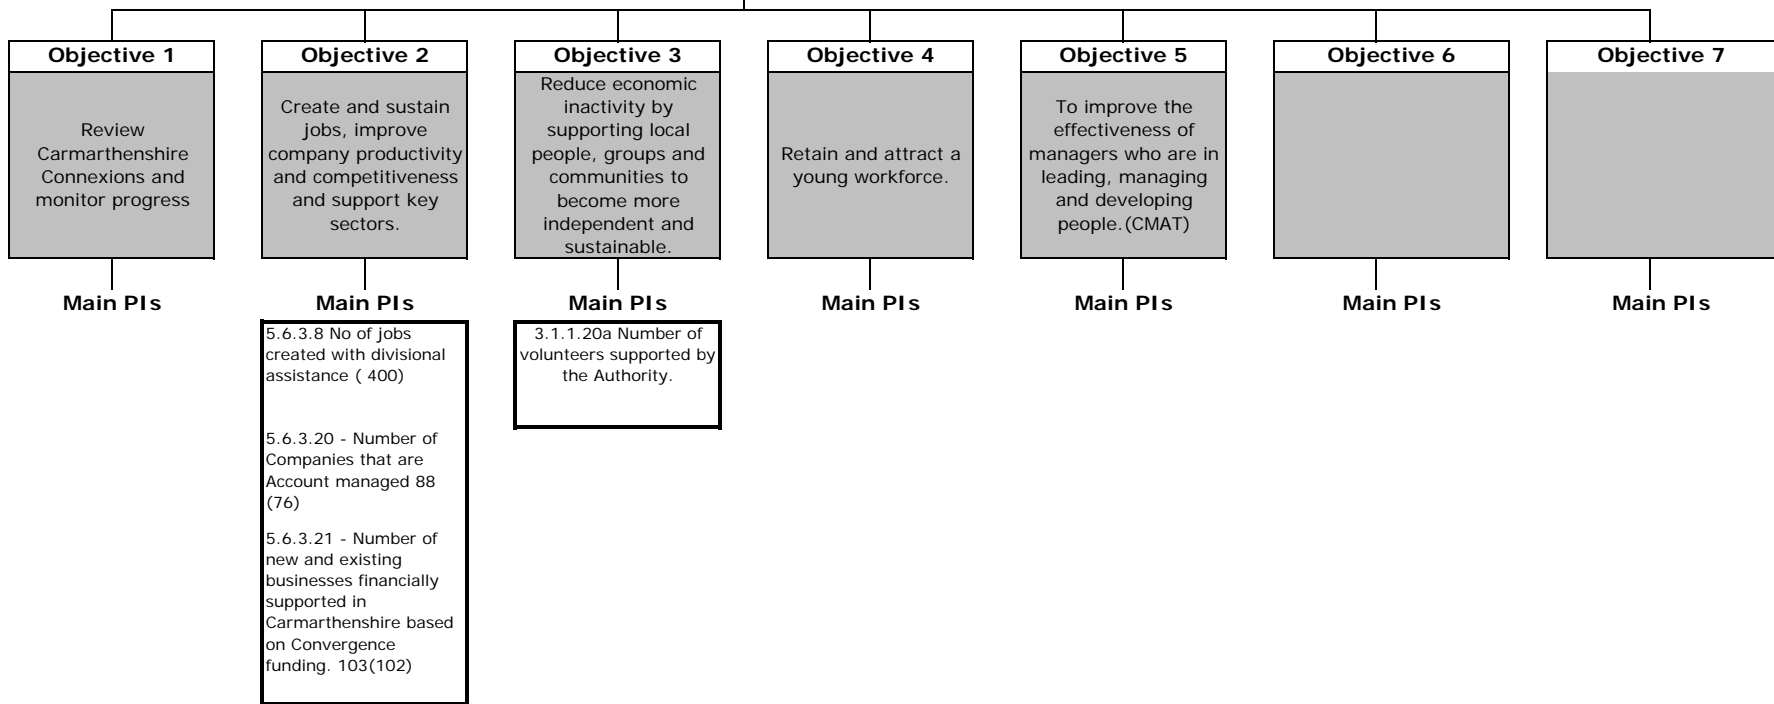 Objective 1
Review
Carmarthenshire
Connexions and
monitor progress
Main PIs
Objective 2
Create and sustain
jobs, improve
company productivity
and competitiveness
and support key
sectors.
Main PIs
5.6.3.8 No of jobs
created with divisional
assistance ( 400)
5.6.3.20 - Number of
Companies that are
Account managed 88
(76)
5.6.3.21 - Number of
new and existing
businesses financially
supported in
Carmarthenshire based
on Convergence
funding. 103(102)
Objective 3
Reduce economic
inactivity by
supporting local
people, groups and
communities to
become more
independent and
sustainable.
Main PIs
3.1.1.20a Number of
volunteers supported by
the Authority.
Objective 4
Retain and attract a
young workforce.
Main PIs
Objective 5
To improve the
effectiveness of
managers who are in
leading, managing
and developing
people.(CMAT)
Main PIs
Objective 6
Main PIs
Objective 7
Main PIs